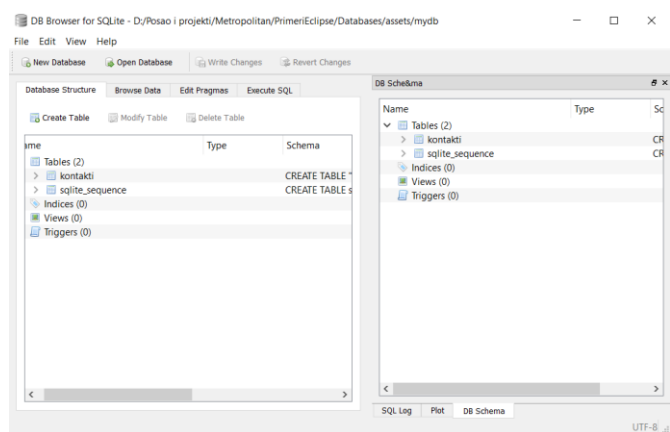 DB Browser for SQLite - D:/Posao i projekti/Metropolitan/PrimeriEclipse/Databases/assets/mydb
File Edit View Help
New Database Open Database Write Changes Revert Changes
Database Structure Browse Data Edit Pragmas Execute SQL
Create Table Modify Table Delete Table
ame Type Schema
Tables (2)
kontakti CREATE TABLE "
sqlite_sequence CREATE TABLE s
Indices (0)
Views (0)
Triggers (0)
DB Sche&ma
Name Type Sc
Tables (2)
kontakti CR
sqlite_sequence CR
Indices (0)
Views (0)
Triggers (0)
SQL Log Plot DB Schema
UTF-8